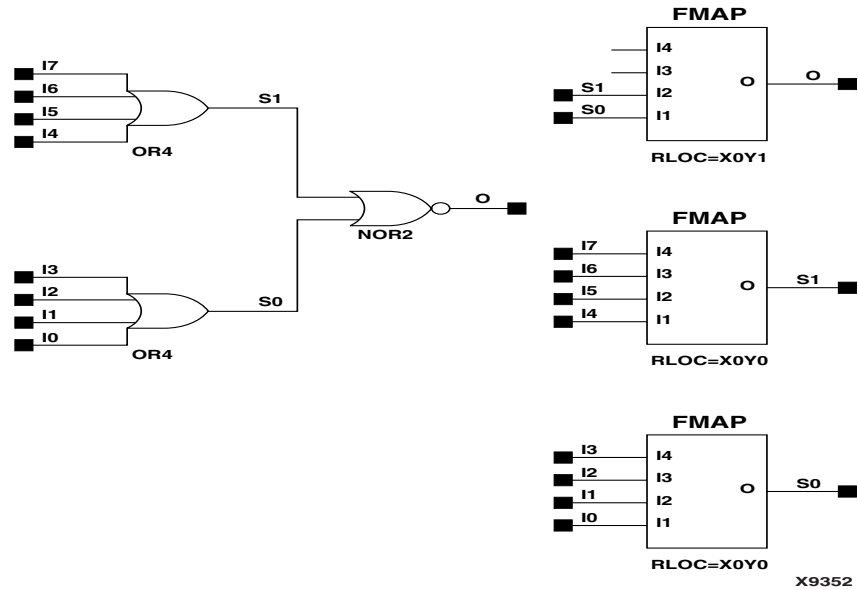 I7
I6
I5
I4
OR4
S1
I3
I2
I1
I0
OR4
S0
NOR2
O
FMAP
I4
I3
S1 I2
S0 I1
O O
RLOC=X0Y1
FMAP
I7 I4
I6 I3
I5 I2
I4 I1
O S1
RLOC=X0Y0
FMAP
I3 I4
I2 I3
I1 I2
I0 I1
O S0
RLOC=X0Y0
X9352